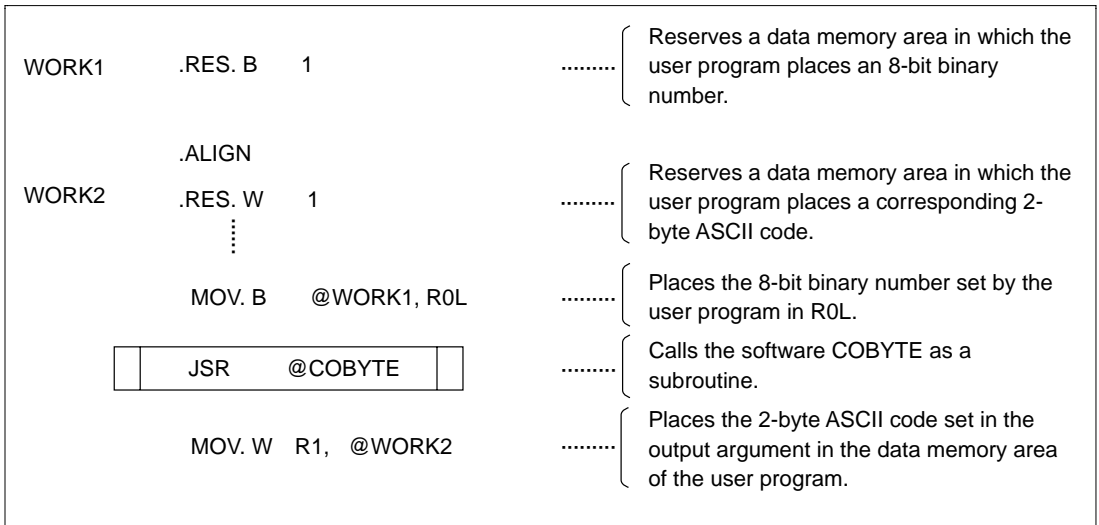 WORK1 .RES. B 1 ......... Reserves a data memory area in which the
user program places an 8-bit binary
number.
.ALIGN
WORK2 .RES. W 1 ......... Reserves a data memory area in which the
user program places a corresponding 2-
byte ASCII code.
MOV. B @WORK1, R0L ......... Places the 8-bit binary number set by the
user program in R0L.
JSR @COBYTE ......... Calls the software COBYTE as a
subroutine.
MOV. W R1, @WORK2 ......... Places the 2-byte ASCII code set in the
output argument in the data memory area
of the user program.